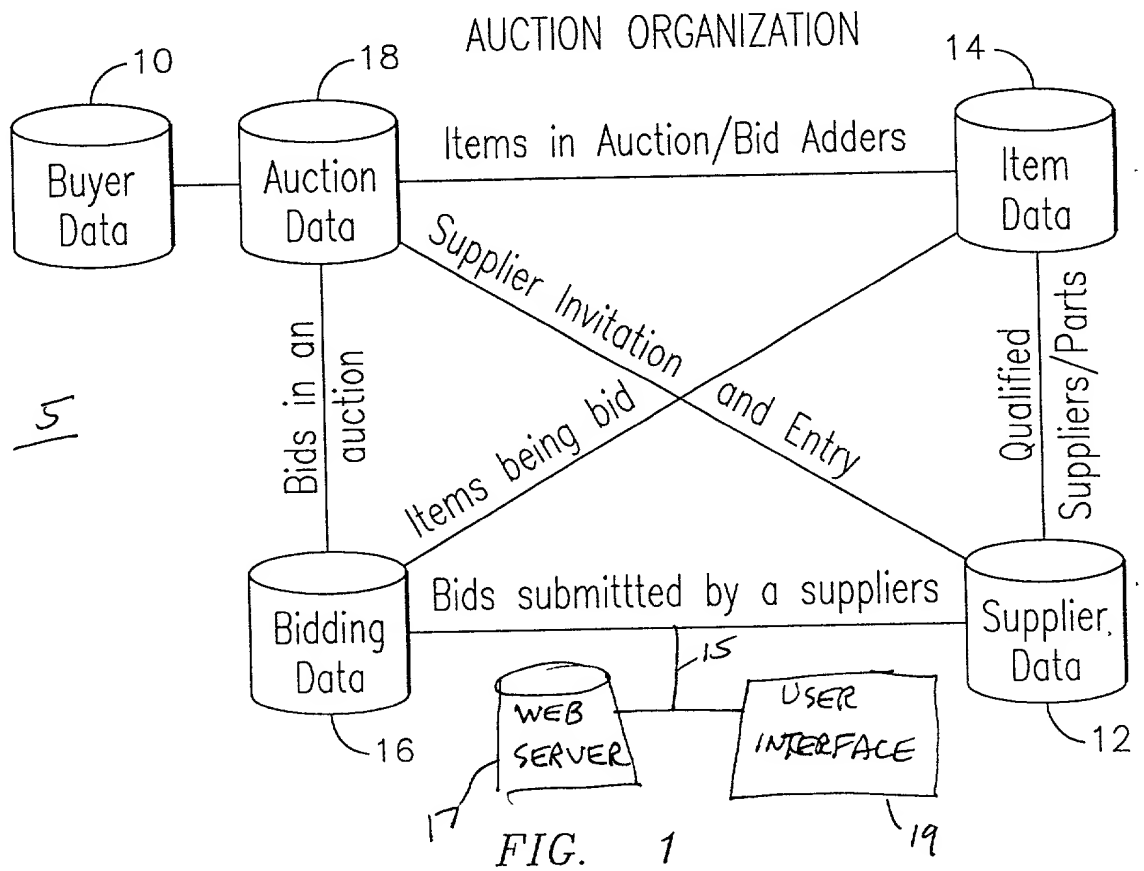 AUCTION ORGANIZATION
10
18
14
Buyer
Data
Auction
Data
Items in Auction/Bid Adders
Item
Data
Supplier Invitation and Entry
Bids in an
auction
Items being bid
Qualified
Suppliers/Parts
5
Bidding
Data
Bids submittted by a suppliers
Supplier
Data
15
WEB
SERVER
USER
INTERFACE
16
12
17
19
FIG. 1